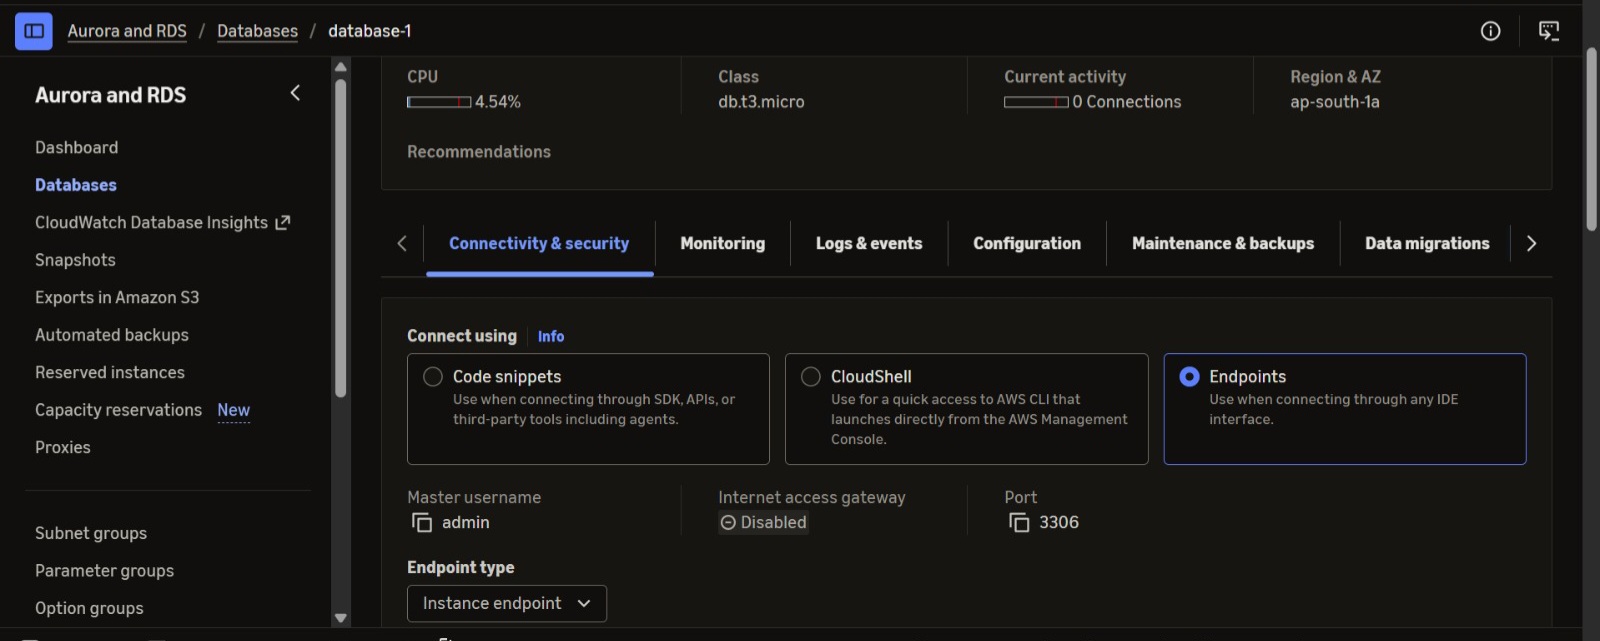 Aurora and RDS / Databases / database-1
Aurora and RDS
Dashboard
Databases
CloudWatch Database Insights
Snapshots
Exports in Amazon S3
Automated backups
Reserved instances
Capacity reservations New
Proxies
Subnet groups
Parameter groups
Option groups
CPU
4.54%
Class
db.t3.micro
Current activity
0 Connections
Region & AZ
ap-south-1a
Recommendations
Connectivity & security
Monitoring
Logs & events
Configuration
Maintenance & backups
Data migrations
Connect using Info
Code snippets
Use when connecting through SDK, APIs, or
third-party tools including agents.
CloudShell
Use for a quick access to AWS CLI that
launches directly from the AWS Management
Console.
Endpoints
Use when connecting through any IDE
interface.
Master username
admin
Internet access gateway
Disabled
Port
3306
Endpoint type
Instance endpoint